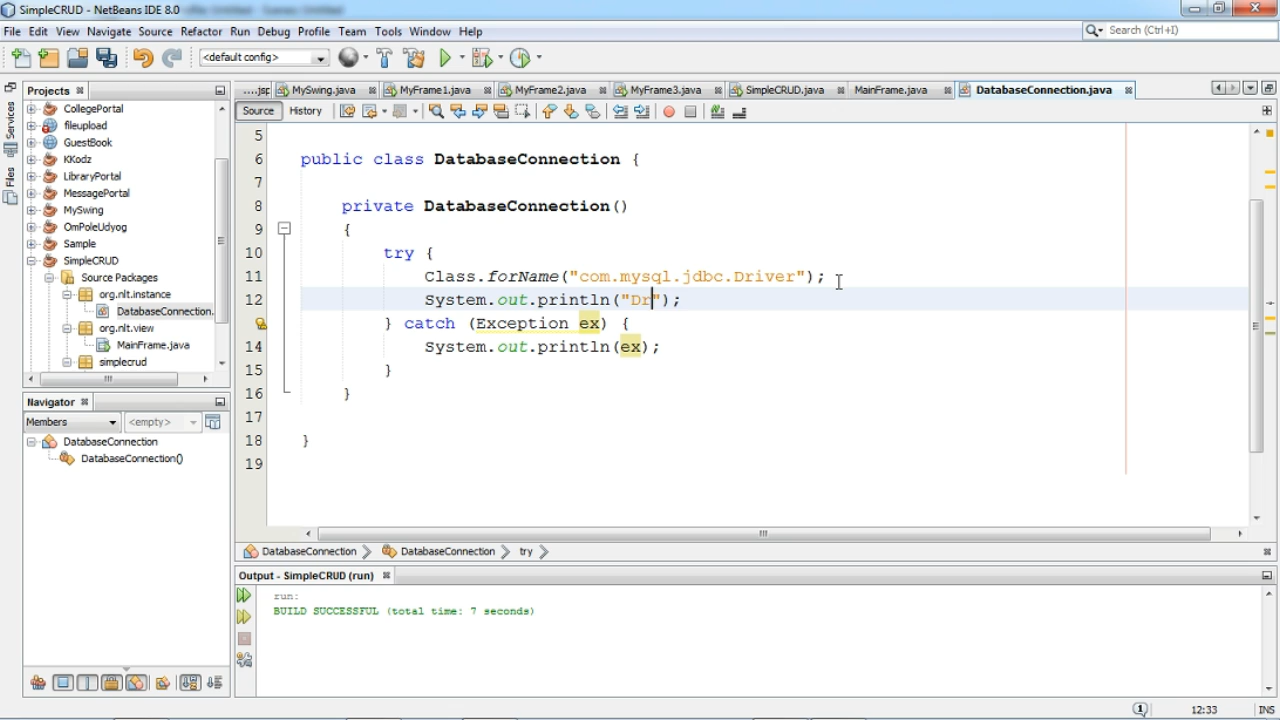 SimpleCRUD - NetBeans IDE 8.0
File Edit View Navigate Source Refactor Run Debug Profile Team Tools Window Help
Search (Ctrl+I)
<default config>
Projects
....jsp MySwing.java MyFrame1.java MyFrame2.java MyFrame3.java SimpleCRUD.java MainFrame.java DatabaseConnection.java
Source History
Services
Files
CollegePortal
fileupload
GuestBook
KKodz
LibraryPortal
MessagePortal
MySwing
OmPoleUdyog
Sample
SimpleCRUD
Source Packages
org.nlt.instance
DatabaseConnection.
org.nlt.view
MainFrame.java
simplecrud
5
6 public class DatabaseConnection {
7
8 private DatabaseConnection()
9 {
10 try {
11 Class.forName("com.mysql.jdbc.Driver");
12 System.out.println("Dr");
} catch (Exception ex) {
14 System.out.println(ex);
15 }
16 }
17
18 }
19
Navigator
Members <empty>
DatabaseConnection
DatabaseConnection()
DatabaseConnection DatabaseConnection try
Output - SimpleCRUD (run)
run:
BUILD SUCCESSFUL (total time: 7 seconds)
1 12:33 INS